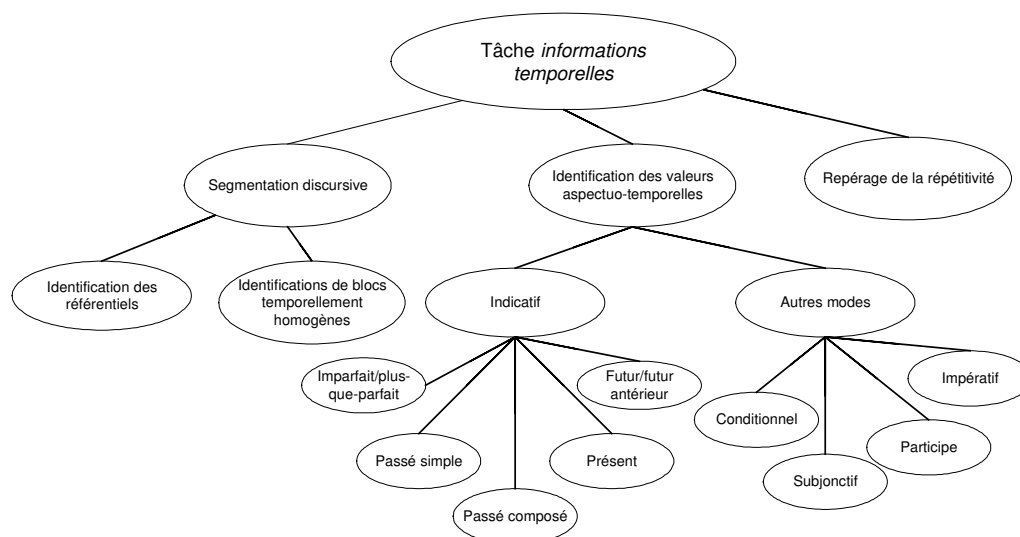 Tâche informations
temporelles
Segmentation discursive
Identification des valeurs
aspectuo-temporelles
Repérage de la répétitivité
Identification des
référentiels
Identifications de blocs
temporellement
homogènes
Indicatif
Autres modes
Imparfait/plus-
que-parfait
Futur/futur
antérieur
Impératif
Conditionnel
Passé simple
Présent
Participe
Subjonctif
Passé composé